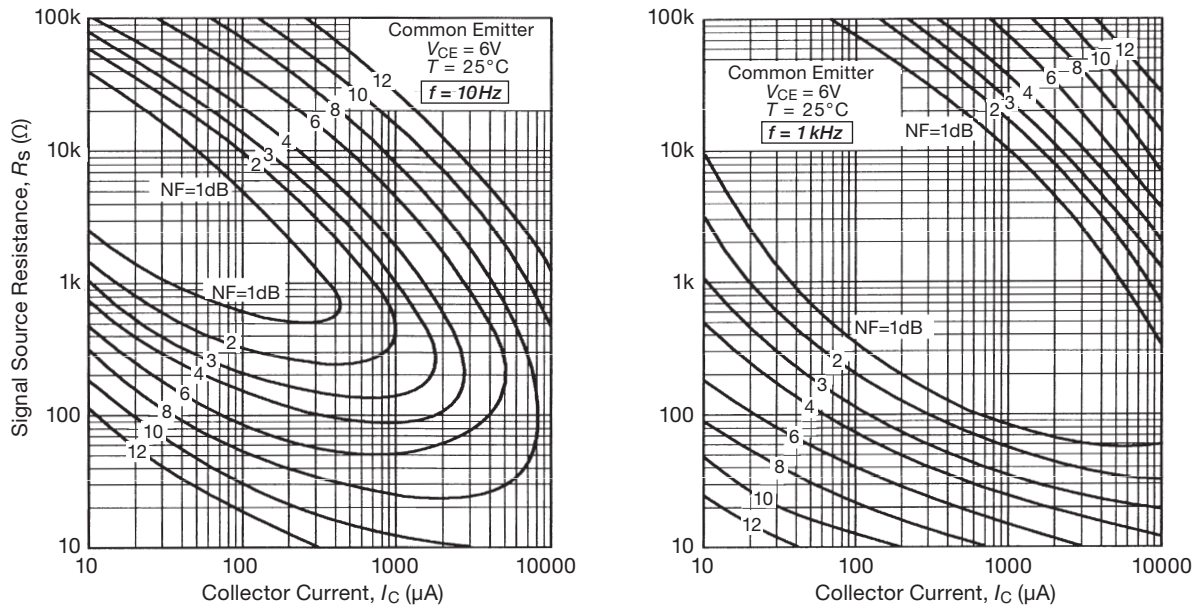 Signal Source Resistance, RS (Ω)
100k
10k
1k
100
10
Common Emitter
VCE = 6V
T = 25°C
f = 10 Hz
12
10
8
6
4
3
2
NF=1dB
NF=1dB
2
3
4
6
8
10
12
10
100
1000
10000
Collector Current, IC (µA)
100k
10k
1k
100
10
Common Emitter
VCE = 6V
T = 25°C
f = 1 kHz
12
10
8
6
4
3
2
NF=1dB
NF=1dB
2
3
4
6
8
10
12
10
100
1000
10000
Collector Current, IC (µA)